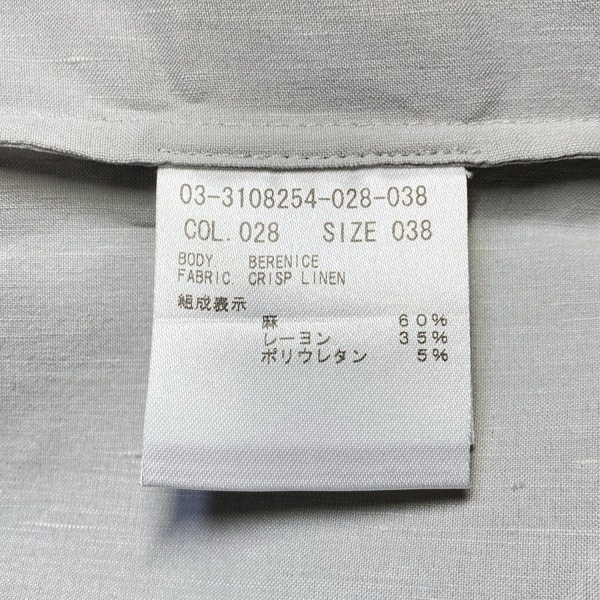 03-3108254-028-038
COL. 028 SIZE 038
BODY. BERENICE
FABRIC. CRISP LINEN
組成表示
麻 60%
レーヨン 35%
ポリウレタン 5%